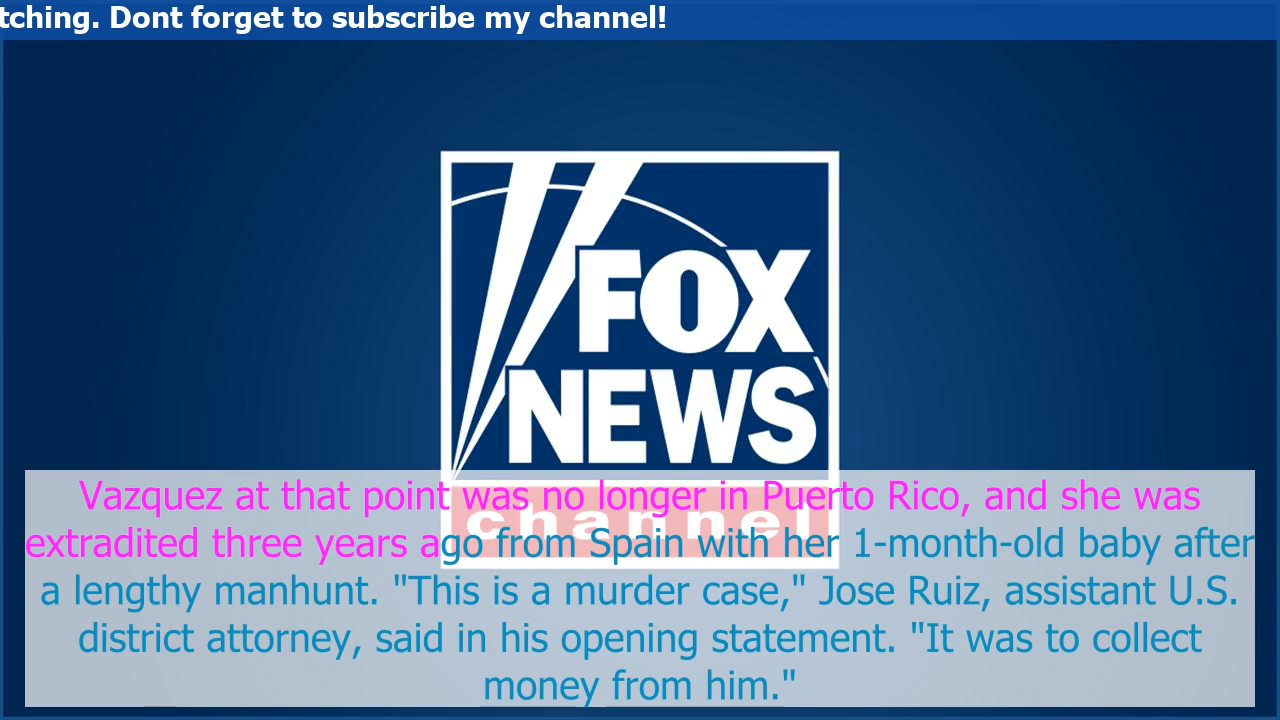 tching. Dont forget to subscribe my channel!
FOX
NEWS
channel
Vazquez at that point was no longer in Puerto Rico, and she was
extradited three years ago from Spain with her 1-month-old baby after
a lengthy manhunt. "This is a murder case," Jose Ruiz, assistant U.S.
district attorney, said in his opening statement. "It was to collect
money from him."